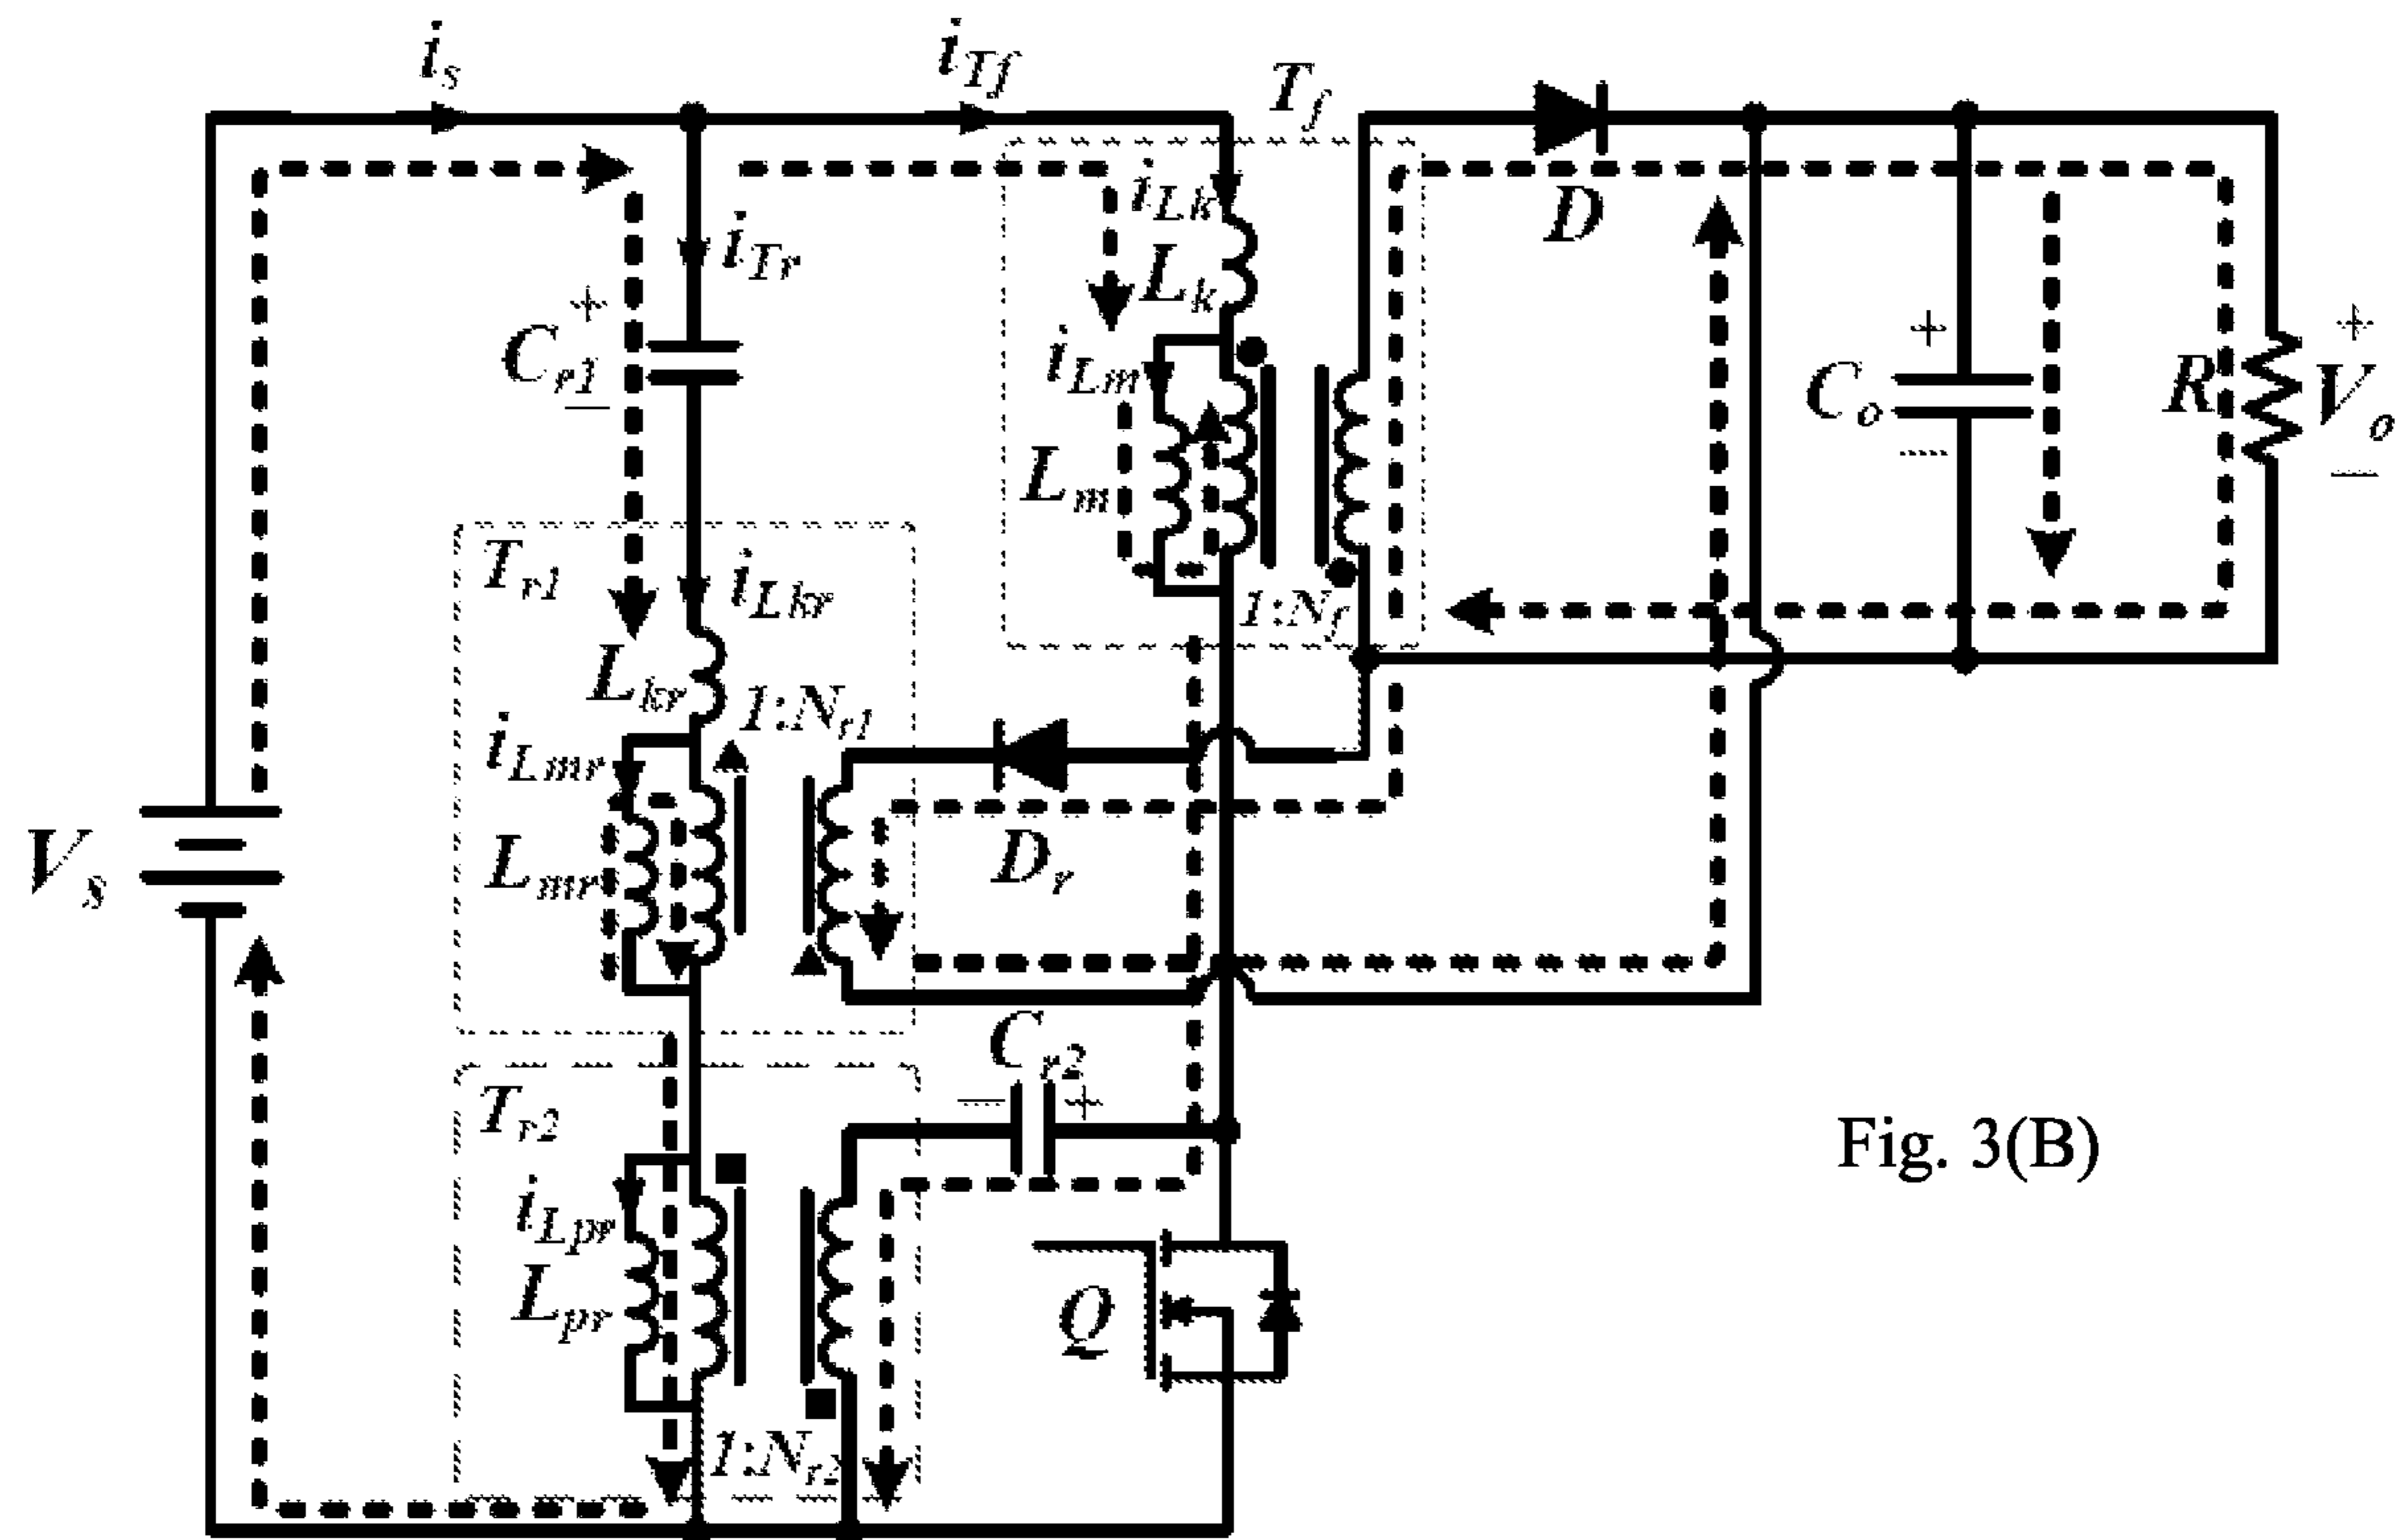 i_s
i_Tf
T_f
i_Lk
D
i_Tr
L_k
+
C_r1
−
i_Lm
+
C_o
−
R
+
V_o
−
L_m
T_r1
i_Lkr
1:N_f
L_kr
1:N_r1
i_Lmr
V_s
L_mr
D_r
C_r2
− +
T_r2
Fig. 3(B)
i_Lpr
L_pr
Q
1:N_r2